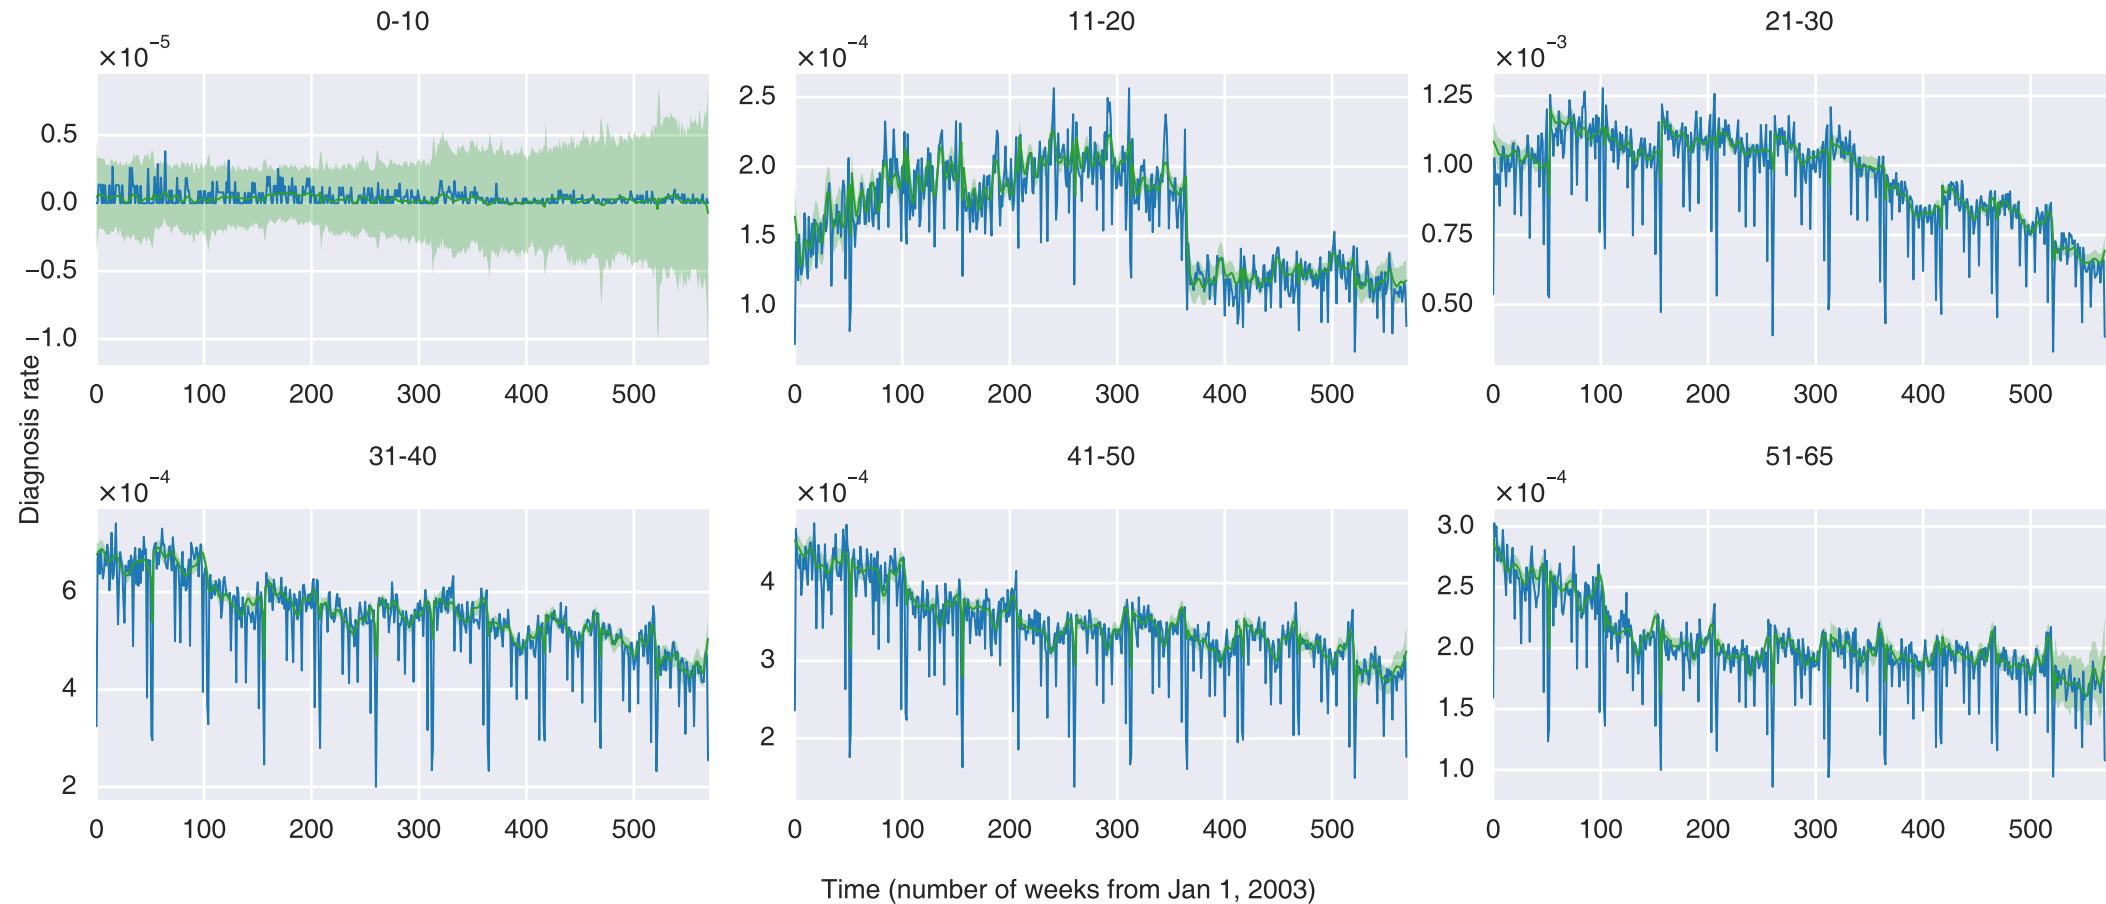 0-10 11-20 21-30
×10⁻⁵ ×10⁻⁴ ×10⁻³
0.5
0.0
−0.5
−1.0
2.5
2.0
1.5
1.0
1.25
1.00
0.75
0.50
0 100 200 300 400 500 0 100 200 300 400 500 0 100 200 300 400 500
Diagnosis rate
31-40 41-50 51-65
×10⁻⁴ ×10⁻⁴ ×10⁻⁴
6
4
2
4
3
2
3.0
2.5
2.0
1.5
1.0
0 100 200 300 400 500 0 100 200 300 400 500 0 100 200 300 400 500
Time (number of weeks from Jan 1, 2003)